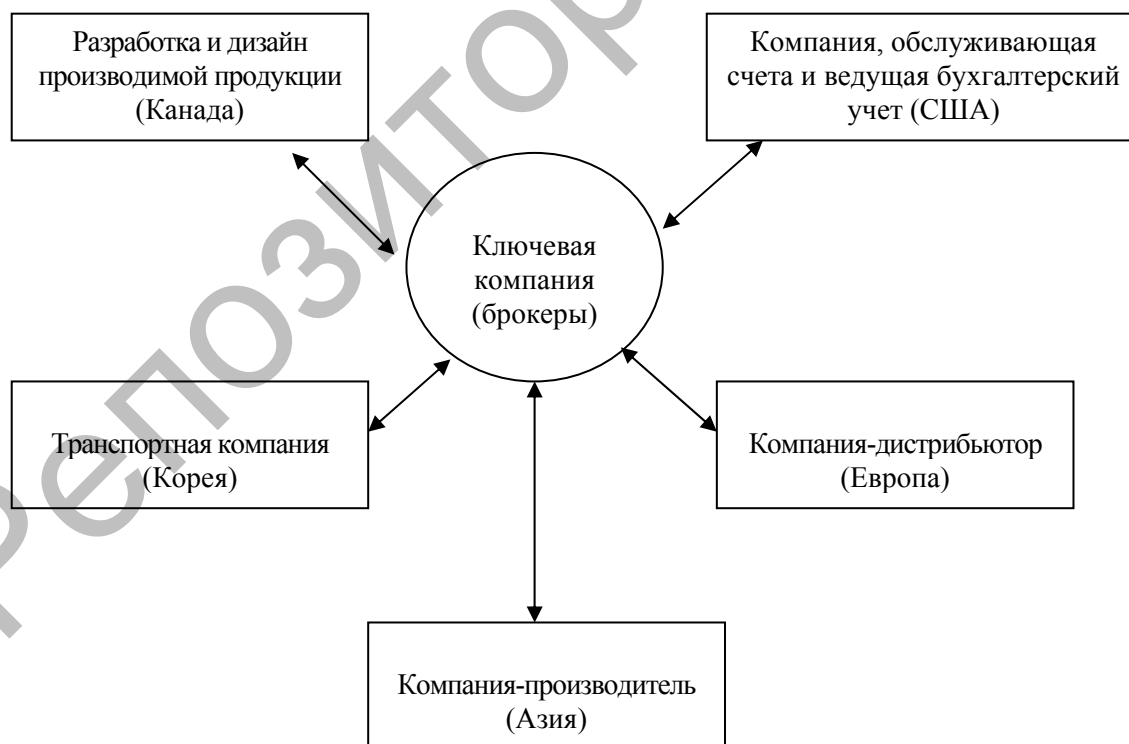 Разработка и дизайн
производимой продукции
(Канада)
Компания, обслуживающая
счета и ведущая бухгалтерский
учет (США)
Ключевая
компания
(брокеры)
Транспортная компания
(Корея)
Компания-дистрибьютор
(Европа)
Компания-производитель
(Азия)
Репозитор